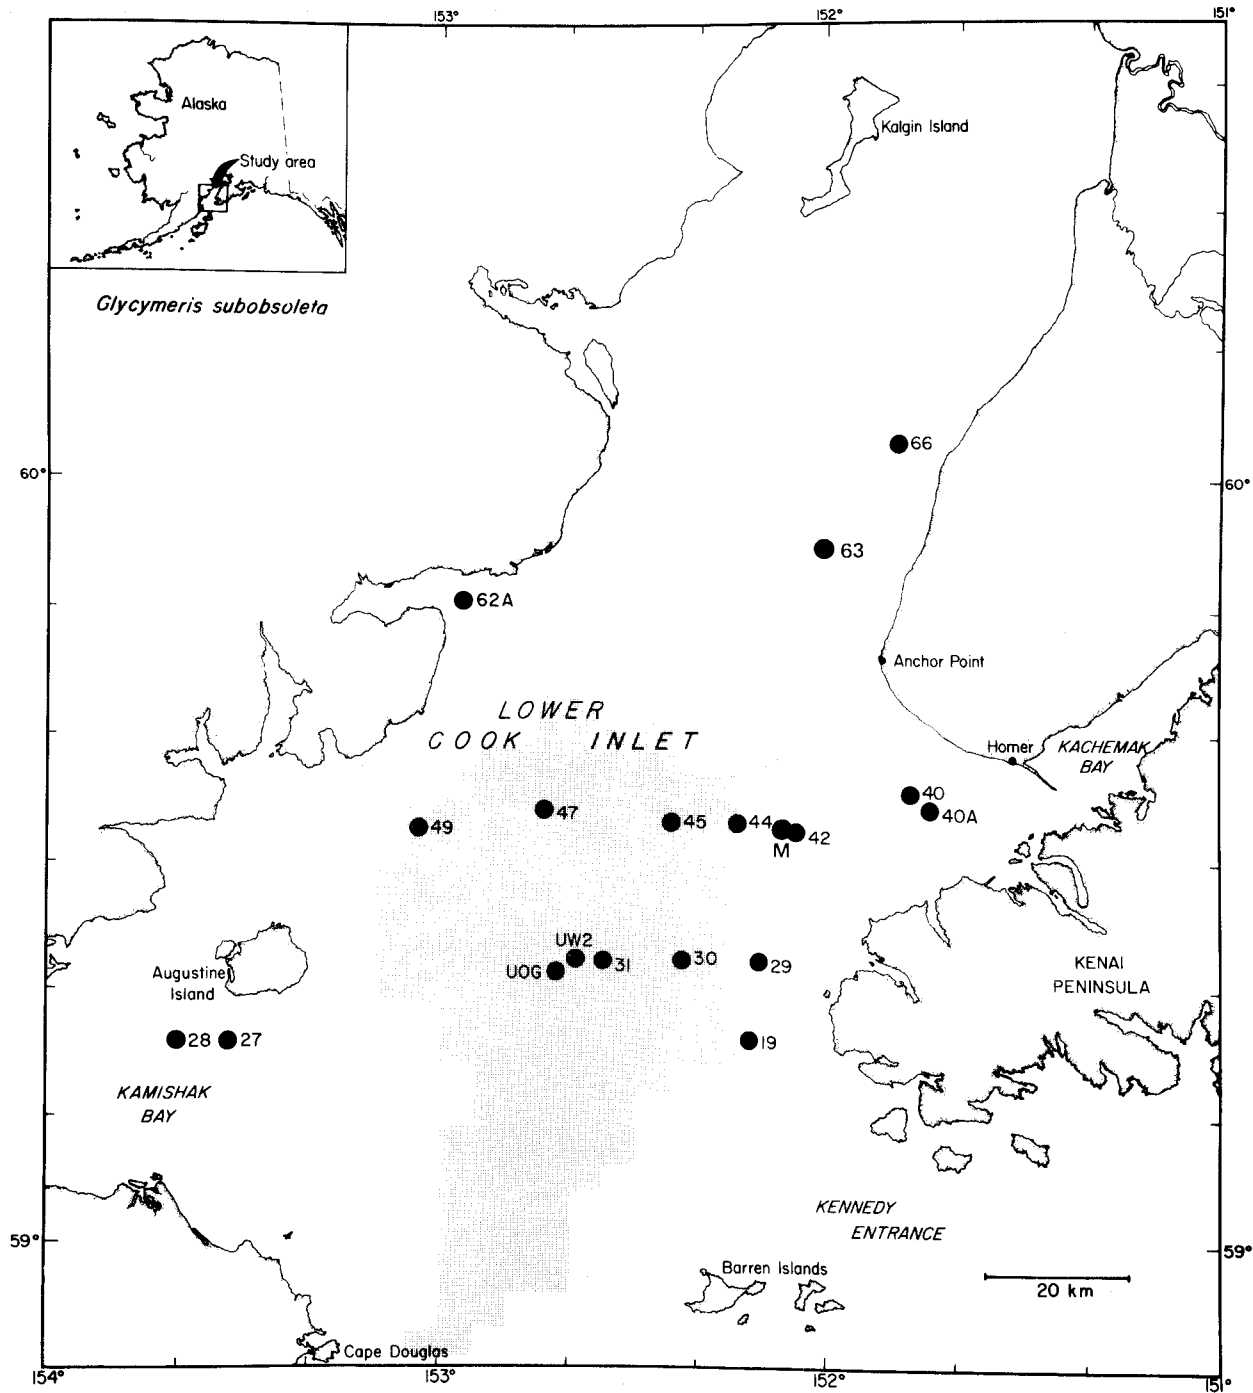 153°
152°
151°
Alaska
Kalgin Island
Study area
Glycymeris subobsoleta
66
60°
60°
63
62A
Anchor Point
LOWER
COOK INLET
Homer
KACHEMAK
BAY
40
40A
49
47
45
44
M
42
UW2
UOG
31
30
29
KENAI
PENINSULA
Augustine
Island
28
27
19
KAMISHAK
BAY
KENNEDY
ENTRANCE
59°
59°
Barren Islands
20 km
Cape Douglas
154°
153°
152°
151°